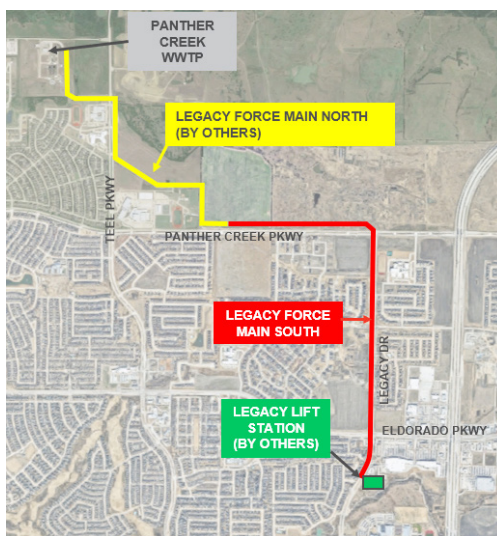 PANTHER
CREEK
WWTP
LEGACY FORCE MAIN NORTH
(BY OTHERS)
TEEL PKWY
PANTHER CREEK PKWY
LEGACY FORCE
MAIN SOUTH
LEGACY DR
LEGACY LIFT
STATION
(BY OTHERS)
ELDORADO PKWY